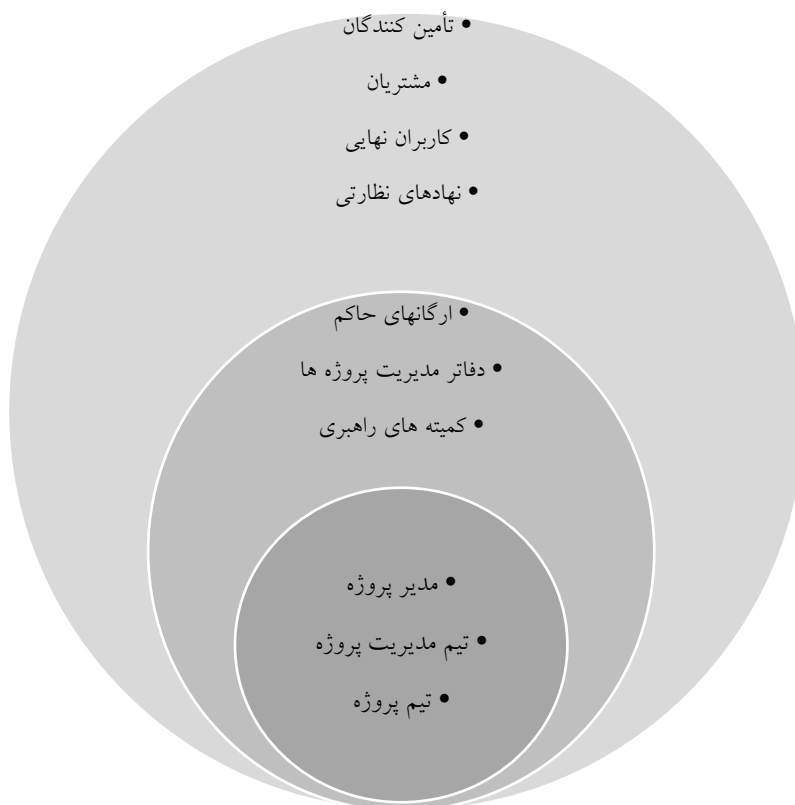 • تأمین کنندگان
• مشتریان
• کاربران نهایی
• نهادهای نظارتی
• ارگانهای حاکم
• دفاتر مدیریت پروژه ها
• کمیته های راهبری
• مدیر پروژه
• تیم مدیریت پروژه
• تیم پروژه